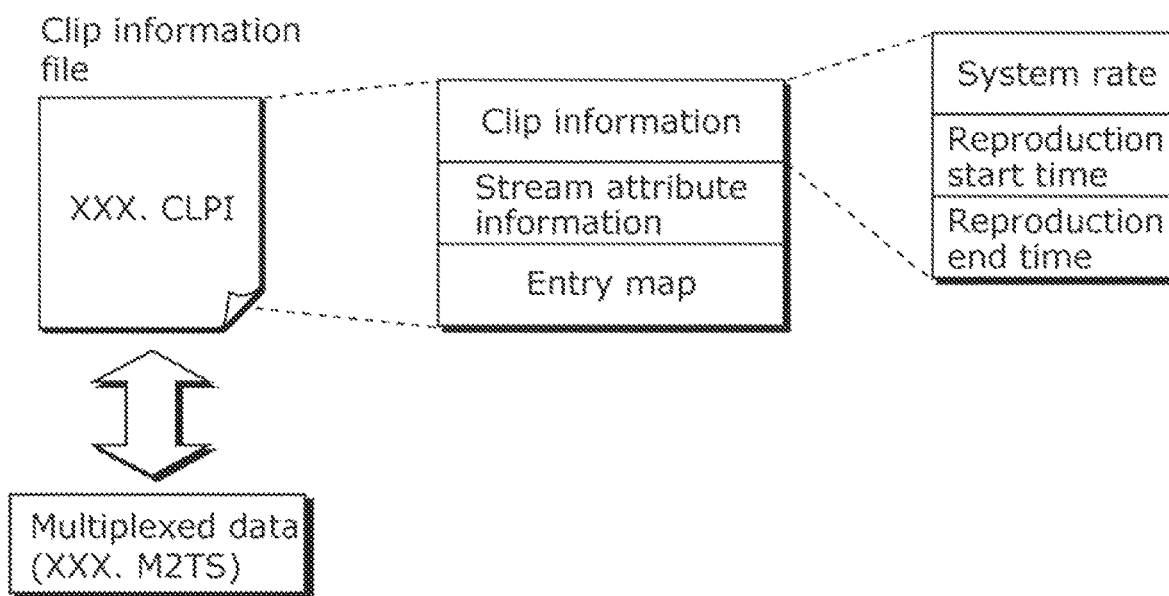 Clip information
file
XXX. CLPI
Clip information
Stream attribute
information
Entry map
System rate
Reproduction
start time
Reproduction
end time
Multiplexed data
(XXX. M2TS)